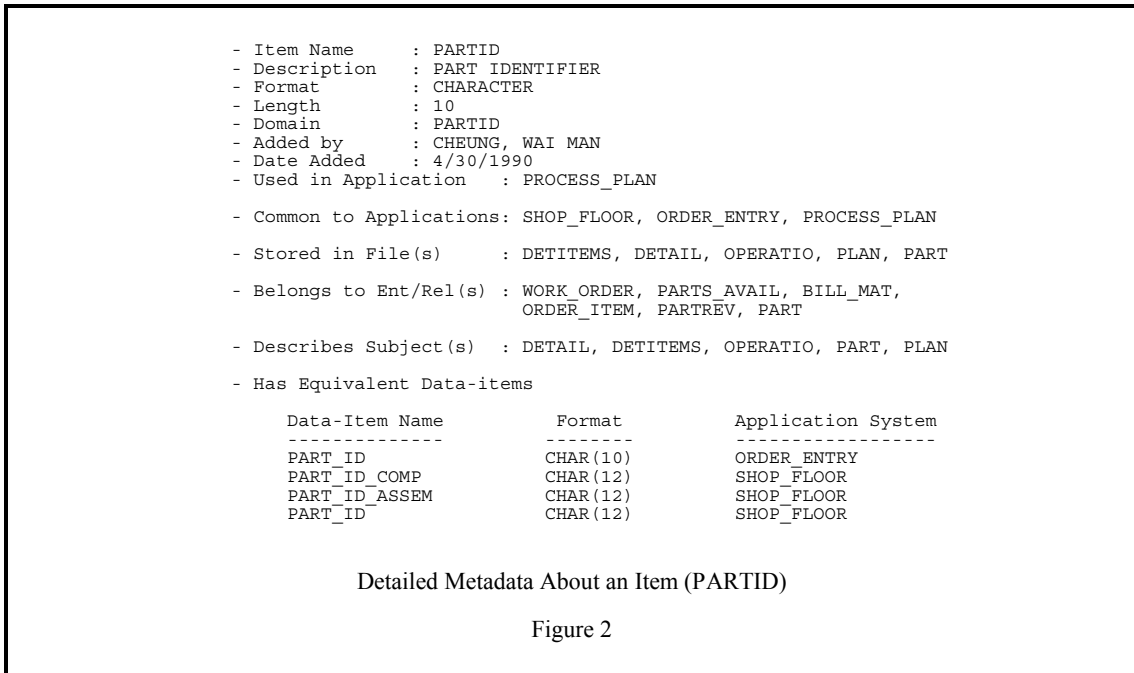 - Item Name : PARTID
- Description : PART IDENTIFIER
- Format : CHARACTER
- Length : 10
- Domain : PARTID
- Added by : CHEUNG, WAI MAN
- Date Added : 4/30/1990
- Used in Application : PROCESS_PLAN
- Common to Applications: SHOP_FLOOR, ORDER_ENTRY, PROCESS_PLAN
- Stored in File(s) : DETITEMS, DETAIL, OPERATIO, PLAN, PART
- Belongs to Ent/Rel(s) : WORK_ORDER, PARTS_AVAIL, BILL_MAT,
ORDER_ITEM, PARTREV, PART
- Describes Subject(s) : DETAIL, DETITEMS, OPERATIO, PART, PLAN
- Has Equivalent Data-items
Data-Item Name Format Application System
-------------- -------- ------------------
PART_ID CHAR(10) ORDER_ENTRY
PART_ID_COMP CHAR(12) SHOP_FLOOR
PART_ID_ASSEM CHAR(12) SHOP_FLOOR
PART_ID CHAR(12) SHOP_FLOOR
Detailed Metadata About an Item (PARTID)
Figure 2